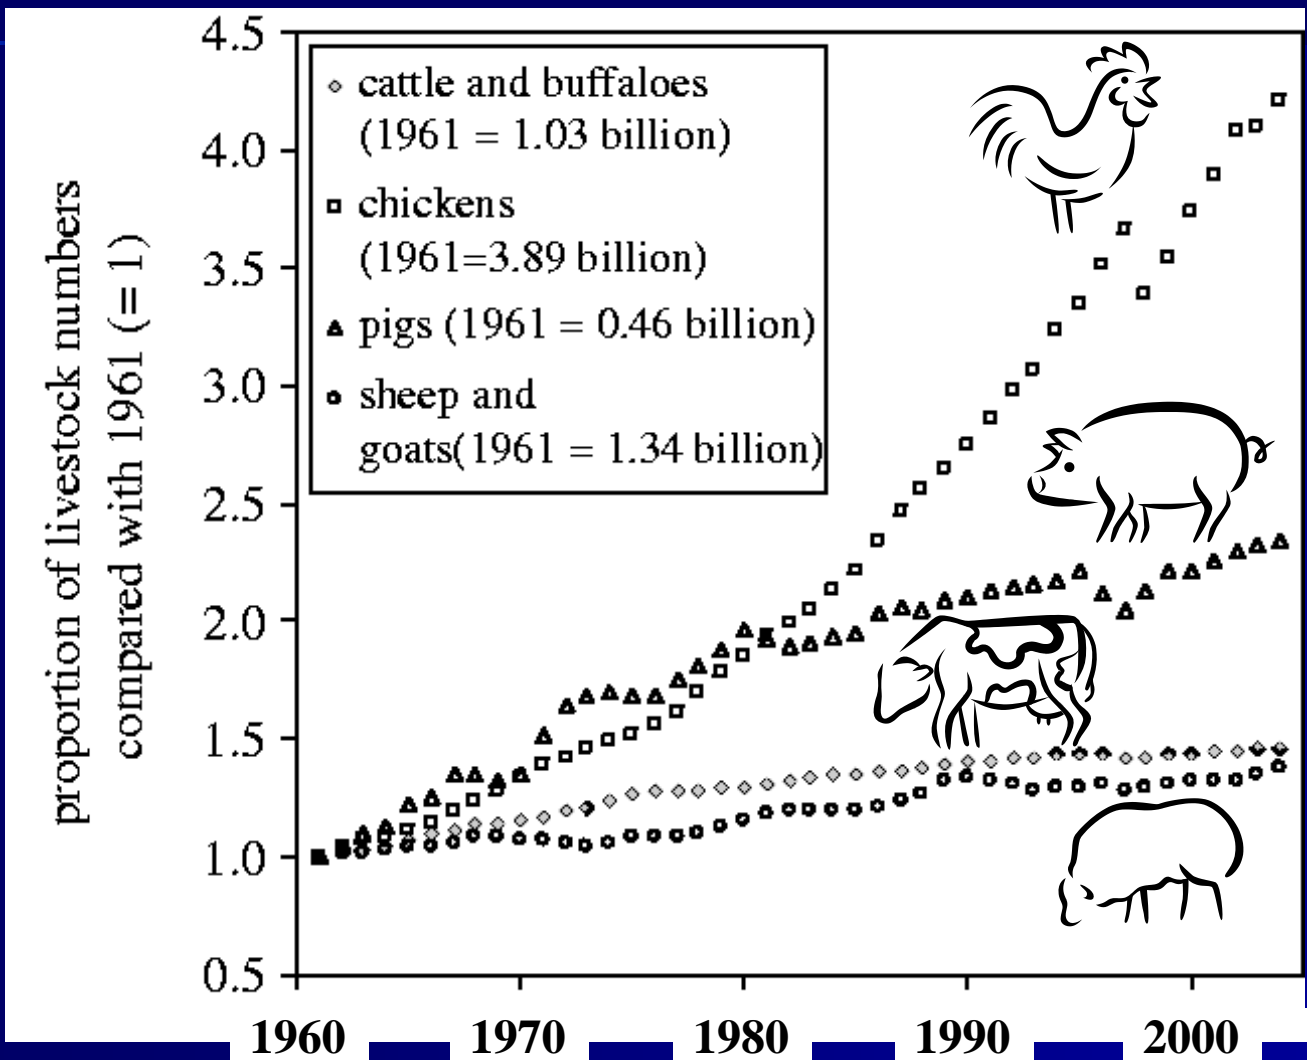 4.5
4.0
3.5
3.0
2.5
2.0
1.5
1.0
0.5
proportion of livestock numbers
compared with 1961 (= 1)
cattle and buffaloes
(1961 = 1.03 billion)
chickens
(1961=3.89 billion)
pigs (1961 = 0.46 billion)
sheep and
goats(1961 = 1.34 billion)
1960 1970 1980 1990 2000